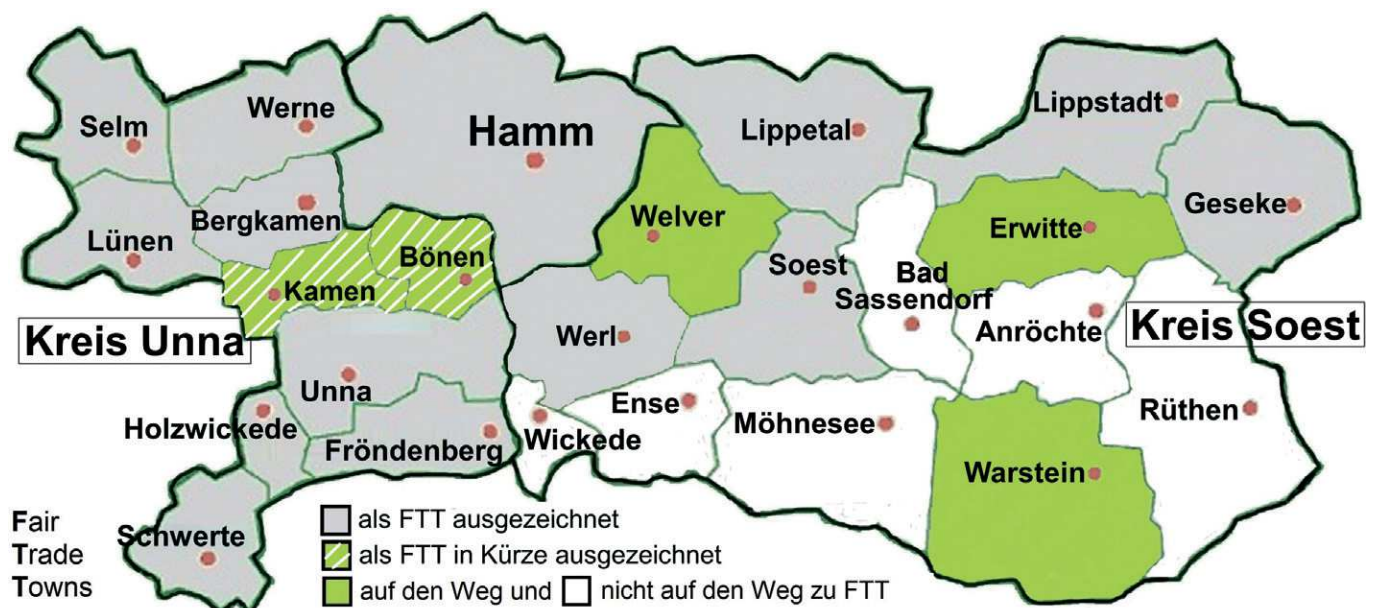 Werne
Selm
Hamm
Lippetal
Lippstadt
Bergkamen
Lünen
Welver
Geseke
Erwitte
Bönen
Kamen
Soest
Bad
Sassendorf
Kreis Unna
Werl
Anröchte
Kreis Soest
Unna
Holzwickede
Fröndenberg
Wickede
Ense
Möhnesee
Rüthen
Warstein
Schwerte
Fair
Trade
Towns
als FTT ausgezeichnet
als FTT in Kürze ausgezeichnet
auf den Weg und nicht auf den Weg zu FTT